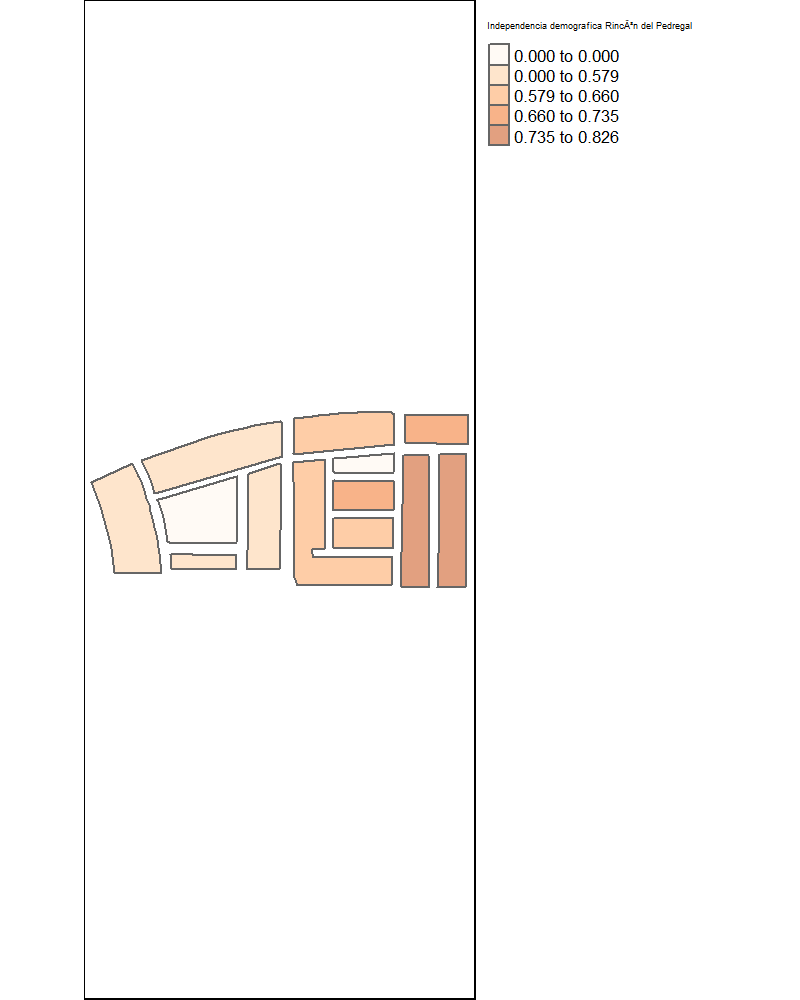 Independencia demografica RincÃªn del Pedregal
0.000 to 0.000
0.000 to 0.579
0.579 to 0.660
0.660 to 0.735
0.735 to 0.826